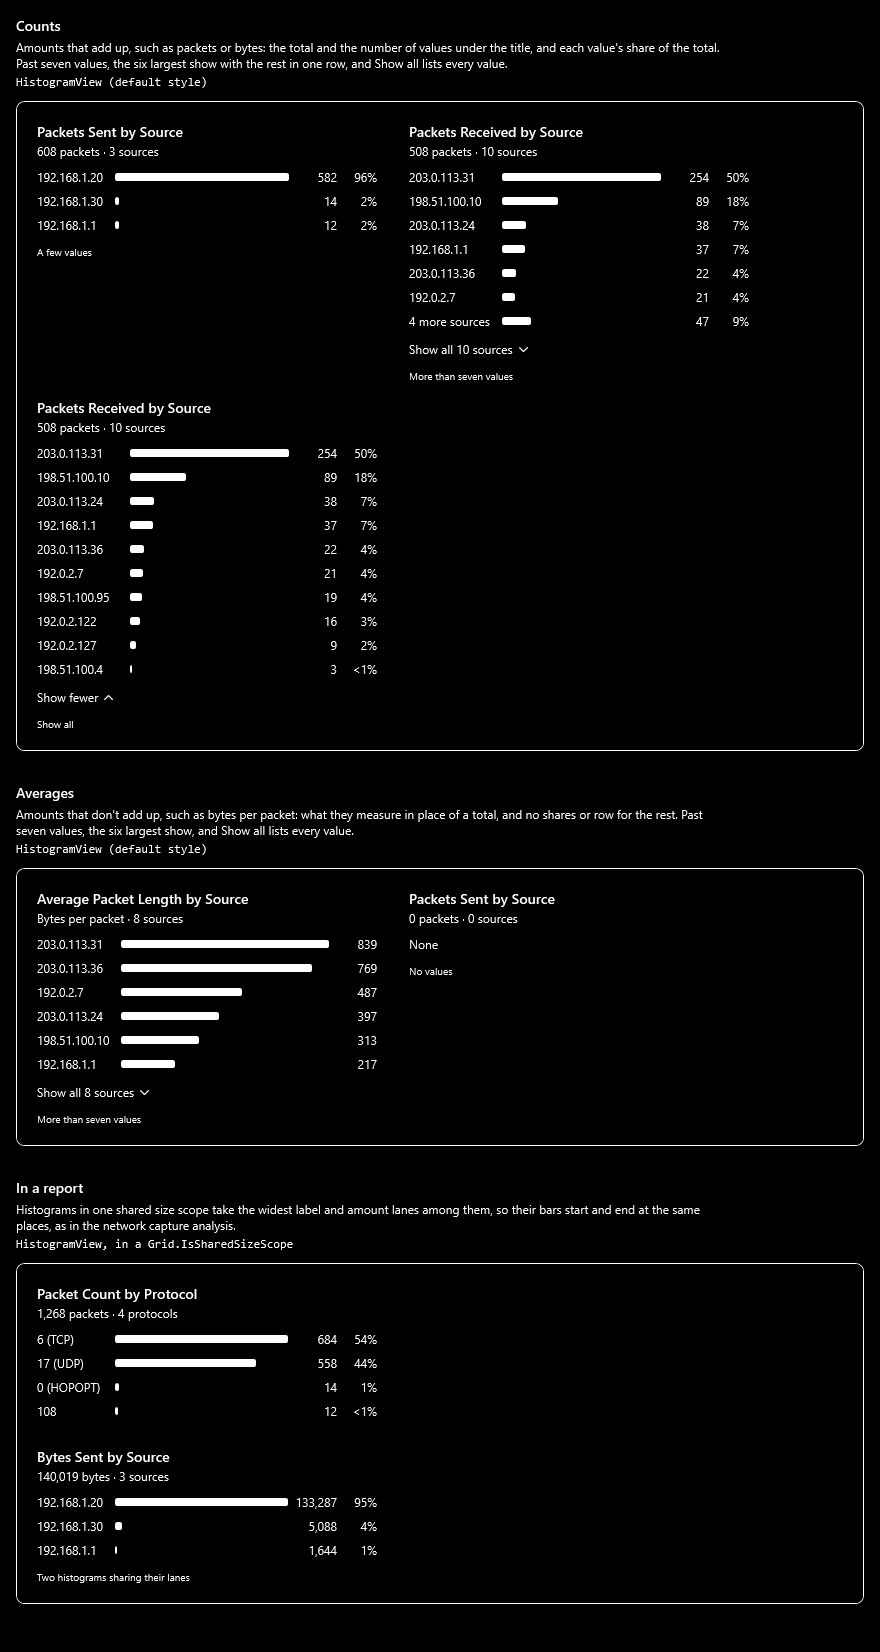 Counts
Amounts that add up, such as packets or bytes: the total and the number of values under the title, and each value's share of the total.
Past seven values, the six largest show with the rest in one row, and Show all lists every value.
HistogramView (default style)
Packets Sent by Source
608 packets · 3 sources
192.168.1.20 582 96%
192.168.1.30 14 2%
192.168.1.1 12 2%
A few values
Packets Received by Source
508 packets · 10 sources
203.0.113.31 254 50%
198.51.100.10 89 18%
203.0.113.24 38 7%
192.168.1.1 37 7%
203.0.113.36 22 4%
192.0.2.7 21 4%
4 more sources 47 9%
Show all 10 sources
More than seven values
Packets Received by Source
508 packets · 10 sources
203.0.113.31 254 50%
198.51.100.10 89 18%
203.0.113.24 38 7%
192.168.1.1 37 7%
203.0.113.36 22 4%
192.0.2.7 21 4%
198.51.100.95 19 4%
192.0.2.122 16 3%
192.0.2.127 9 2%
198.51.100.4 3 <1%
Show fewer
Show all
Averages
Amounts that don't add up, such as bytes per packet: what they measure in place of a total, and no shares or row for the rest. Past
seven values, the six largest show, and Show all lists every value.
HistogramView (default style)
Average Packet Length by Source
Bytes per packet · 8 sources
203.0.113.31 839
203.0.113.36 769
192.0.2.7 487
203.0.113.24 397
198.51.100.10 313
192.168.1.1 217
Show all 8 sources
More than seven values
Packets Sent by Source
0 packets · 0 sources
None
No values
In a report
Histograms in one shared size scope take the widest label and amount lanes among them, so their bars start and end at the same
places, as in the network capture analysis.
HistogramView, in a Grid.IsSharedSizeScope
Packet Count by Protocol
1,268 packets · 4 protocols
6 (TCP) 684 54%
17 (UDP) 558 44%
0 (HOPOPT) 14 1%
108 12 <1%
Bytes Sent by Source
140,019 bytes · 3 sources
192.168.1.20 133,287 95%
192.168.1.30 5,088 4%
192.168.1.1 1,644 1%
Two histograms sharing their lanes